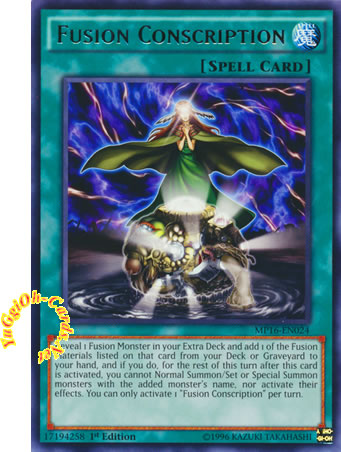 FUSION CONSCRIPTION
[SPELL CARD]
MP16-EN024
Reveal 1 Fusion Monster in your Extra Deck and add 1 of the Fusion
Materials listed on that card from your Deck or Graveyard to
your hand, and if you do, for the rest of this turn after this card
is activated, you cannot Normal Summon/Set or Special Summon
monsters with the added monster's name, nor activate their
effects. You can only activate 1 "Fusion Conscription" per turn.
17194258 1st Edition
©1996 KAZUKI TAKAHASHI